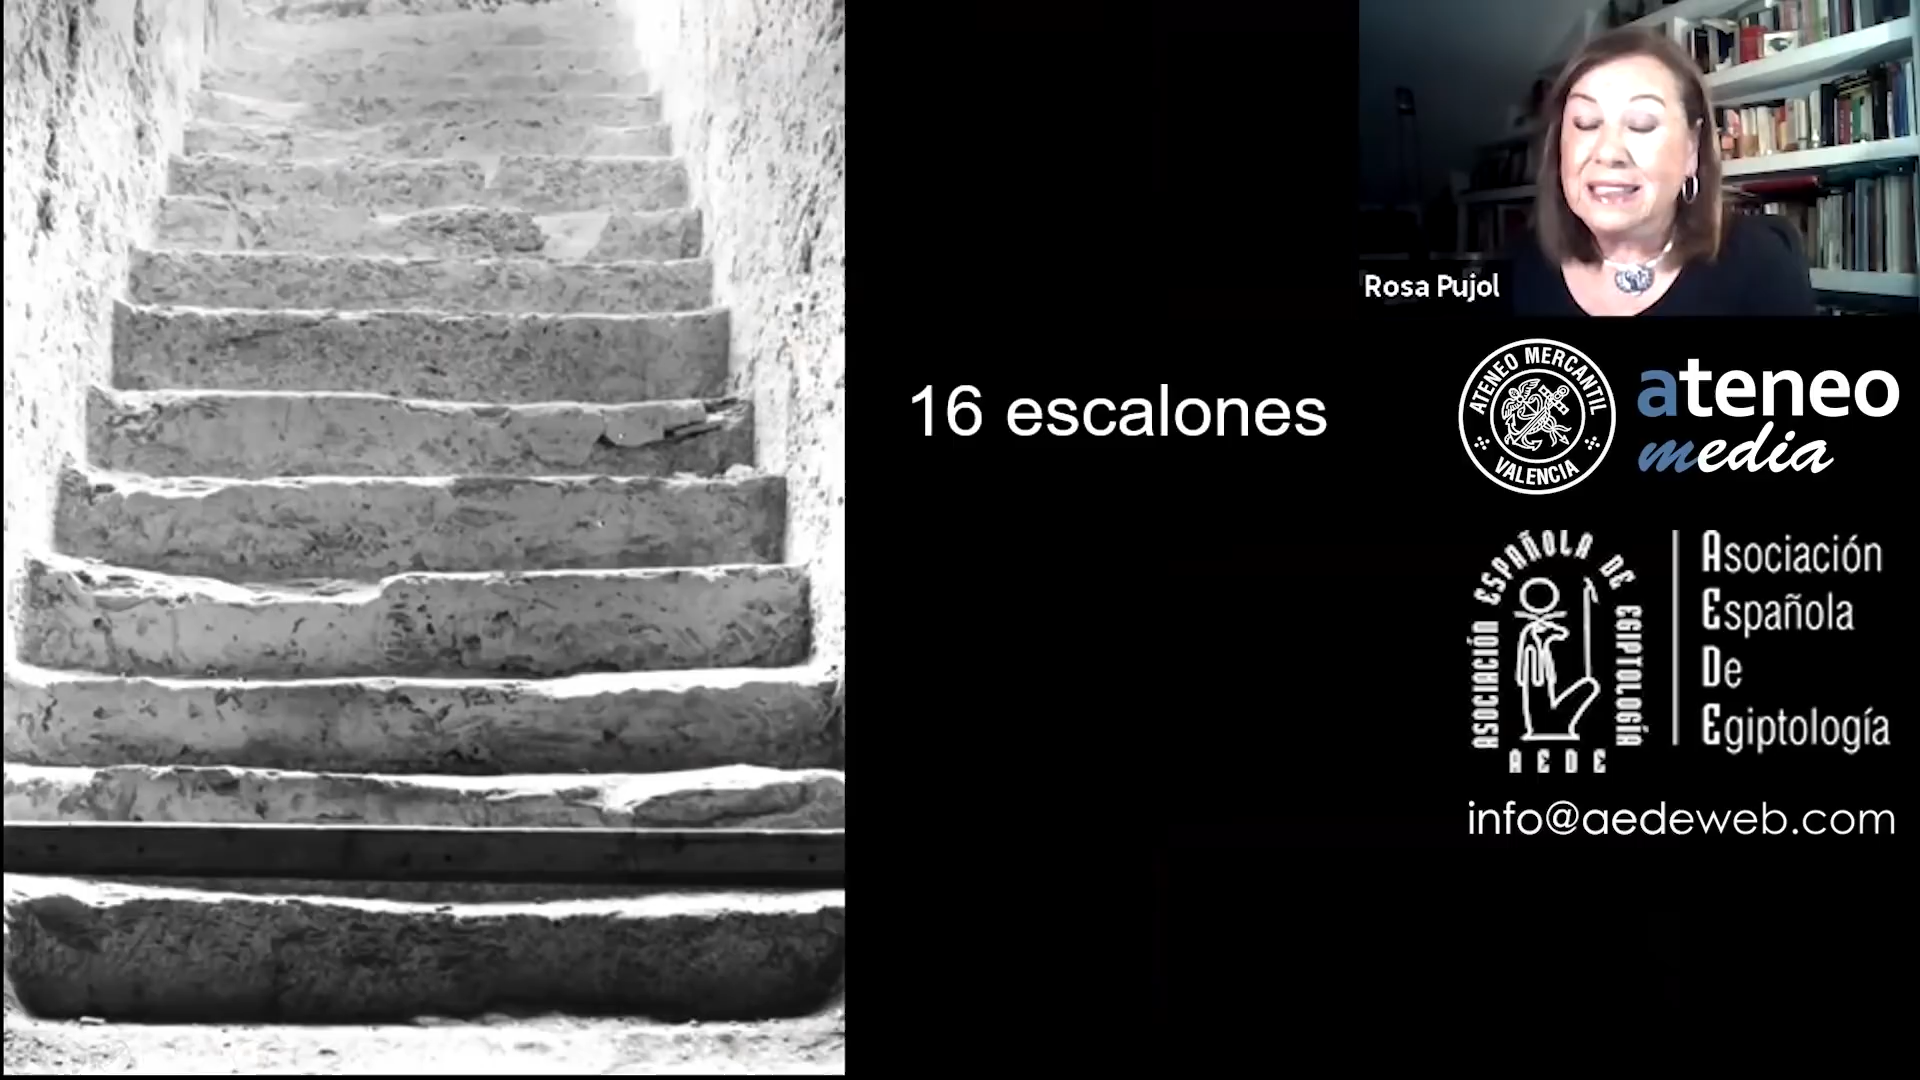 16 escalones
Rosa Pujol
ATENEO MERCANTIL
VALENCIA
ateneo
media
ASOCIACIÓN ESPAÑOLA DE EGIPTOLOGÍA
AEDE
Asociación
Española
De
Egiptología
info@aedeweb.com